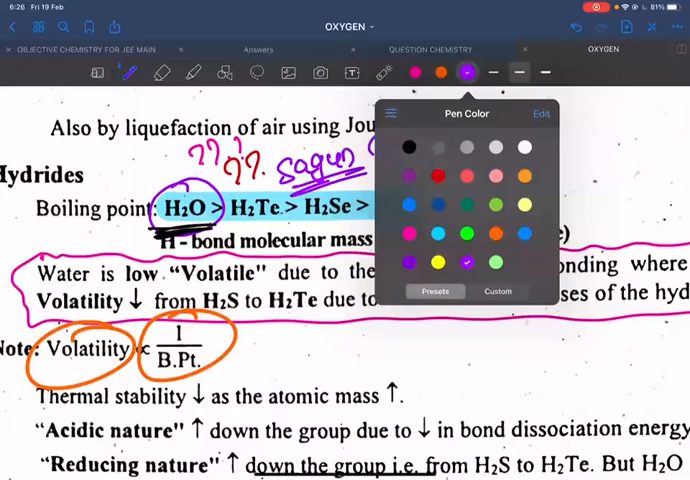 6:26 Fri 19 Feb
81%
OXYGEN
OBJECTIVE CHEMISTRY FOR JEE MAIN
Answers
QUESTION CHEMISTRY
OXYGEN
Pen Color
Edit
Presets
Custom
Also by liquefaction of air using Jou
?? ?
??.
sagun
Hydrides
Boiling point: H₂O > H₂Te > H₂Se >
H - bond molecular mass
Water is low "Volatile" due to the onding where
Volatility ↓ from H₂S to H₂Te due to ses of the hyd
Note: Volatility ∝ 1
B.Pt.
Thermal stability ↓ as the atomic mass ↑.
"Acidic nature" ↑ down the group due to ↓ in bond dissociation energy
"Reducing nature" ↑ down the group i.e. from H₂S to H₂Te. But H₂O